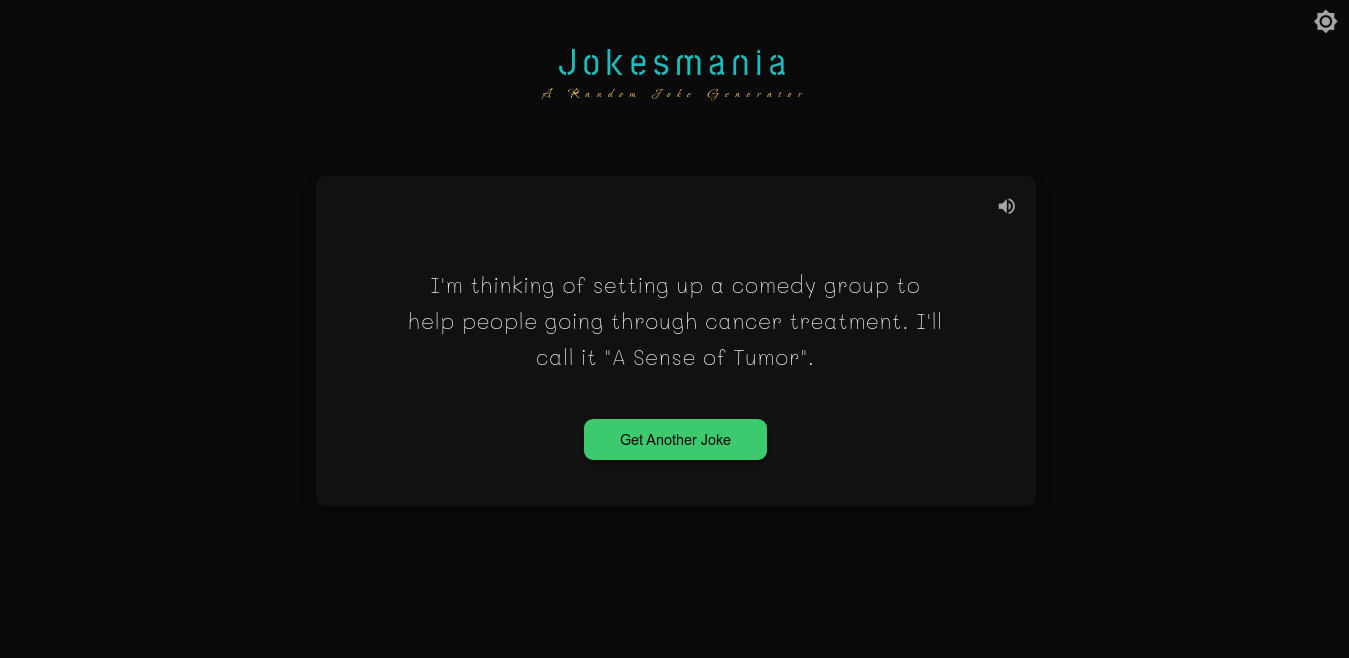 Jokesmania
A Random Joke Generator
I'm thinking of setting up a comedy group to
help people going through cancer treatment. I'll
call it "A Sense of Tumor".
Get Another Joke